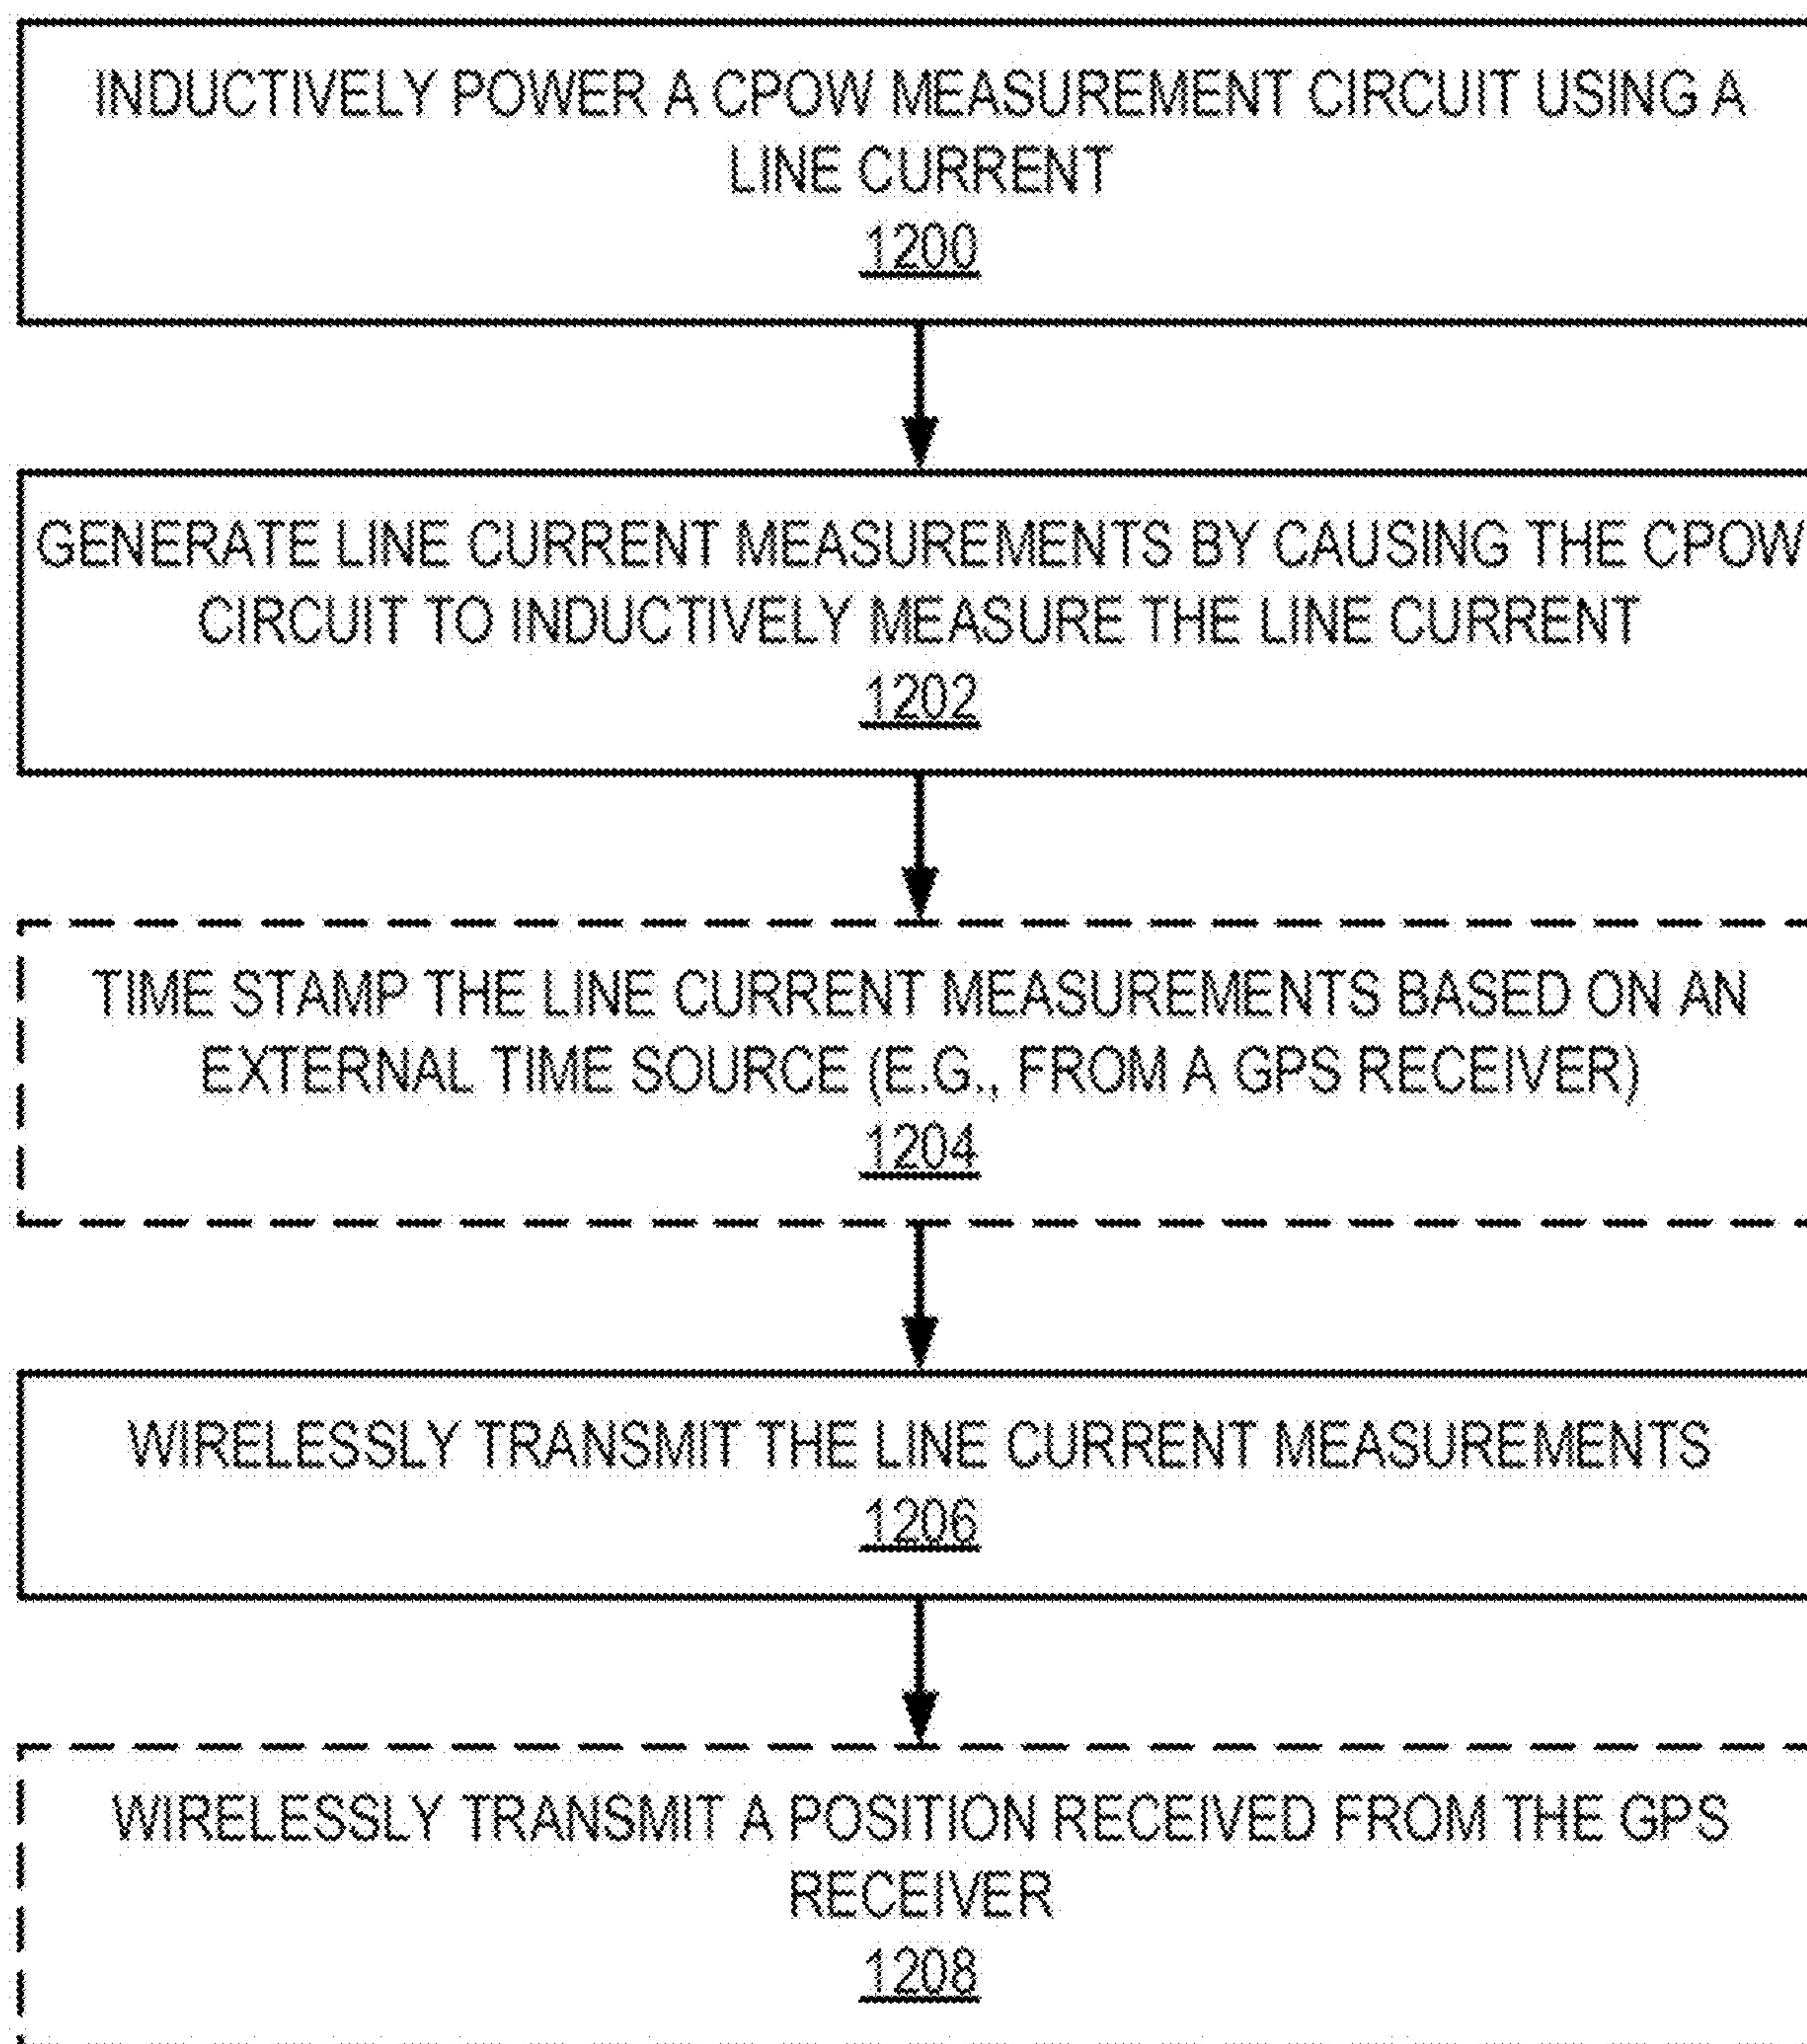 INDUCTIVELY POWER A CPOW MEASUREMENT CIRCUIT USING A
LINE CURRENT
1200
GENERATE LINE CURRENT MEASUREMENTS BY CAUSING THE CPOW
CIRCUIT TO INDUCTIVELY MEASURE THE LINE CURRENT
1202
TIME STAMP THE LINE CURRENT MEASUREMENTS BASED ON AN
EXTERNAL TIME SOURCE (E.G., FROM A GPS RECEIVER)
1204
WIRELESSLY TRANSMIT THE LINE CURRENT MEASUREMENTS
1206
WIRELESSLY TRANSMIT A POSITION RECEIVED FROM THE GPS
RECEIVER
1208